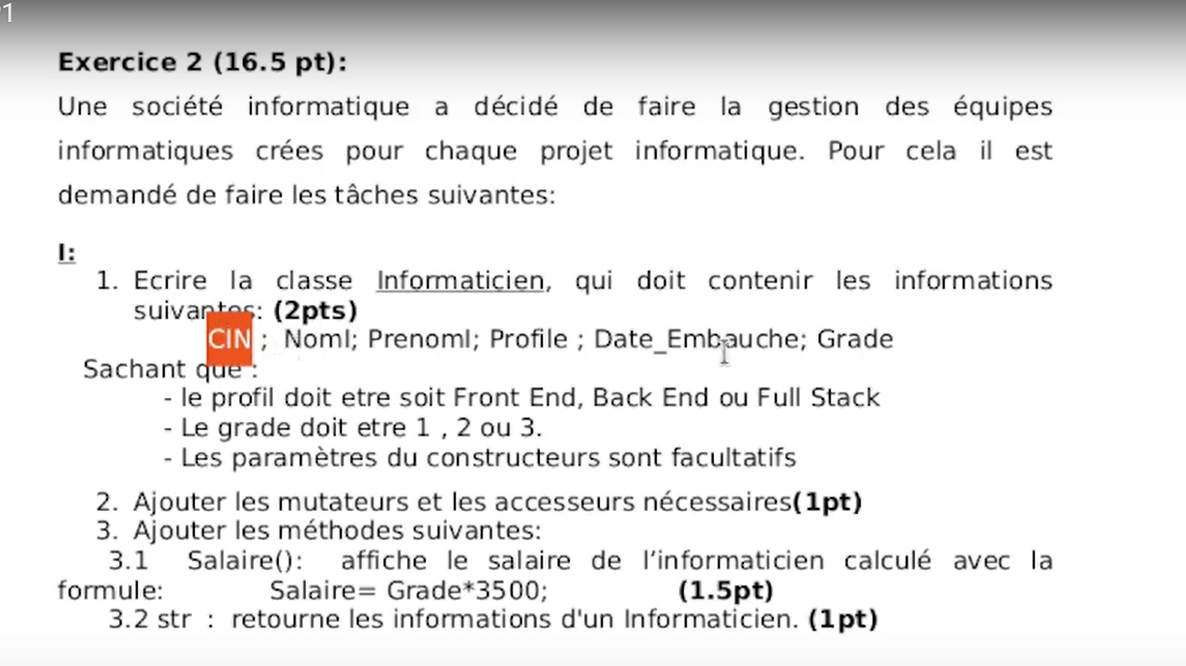 1
Exercice 2 (16.5 pt):
Une société informatique a décidé de faire la gestion des équipes
informatiques crées pour chaque projet informatique. Pour cela il est
demandé de faire les tâches suivantes:
I:
1. Ecrire la classe Informaticien, qui doit contenir les informations
suivantes: (2pts)
CIN ; NomI; PrenomI; Profile ; Date_Embauche; Grade
Sachant que :
- le profil doit etre soit Front End, Back End ou Full Stack
- Le grade doit etre 1 , 2 ou 3.
- Les paramètres du constructeurs sont facultatifs
2. Ajouter les mutateurs et les accesseurs nécessaires(1pt)
3. Ajouter les méthodes suivantes:
3.1 Salaire(): affiche le salaire de l’informaticien calculé avec la
formule: Salaire= Grade*3500; (1.5pt)
3.2 str : retourne les informations d'un Informaticien. (1pt)